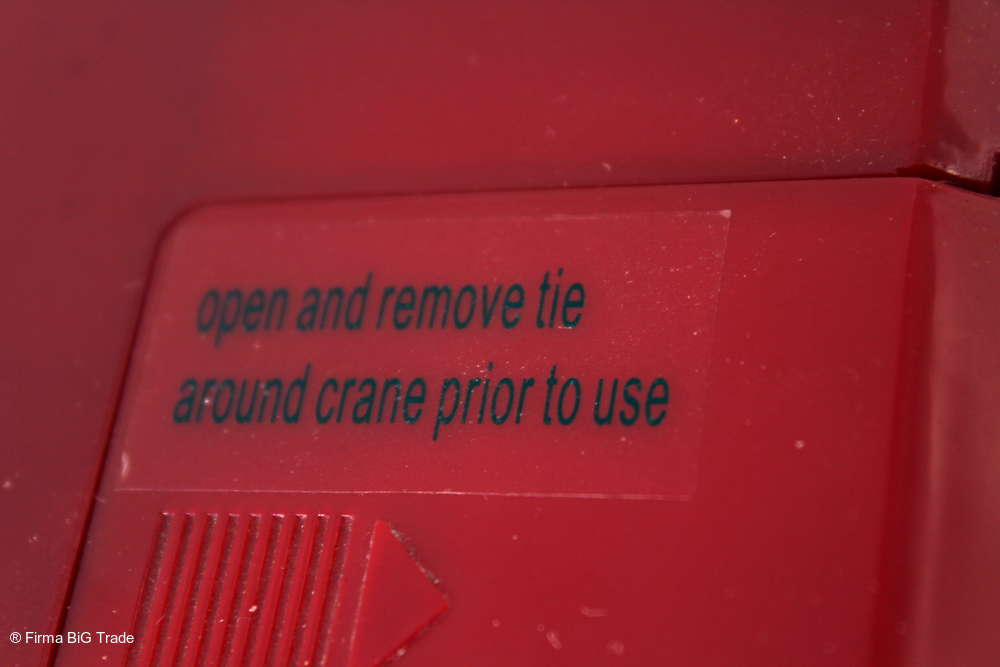 open and remove tie
around crane prior to use
® Firma BiG Trade